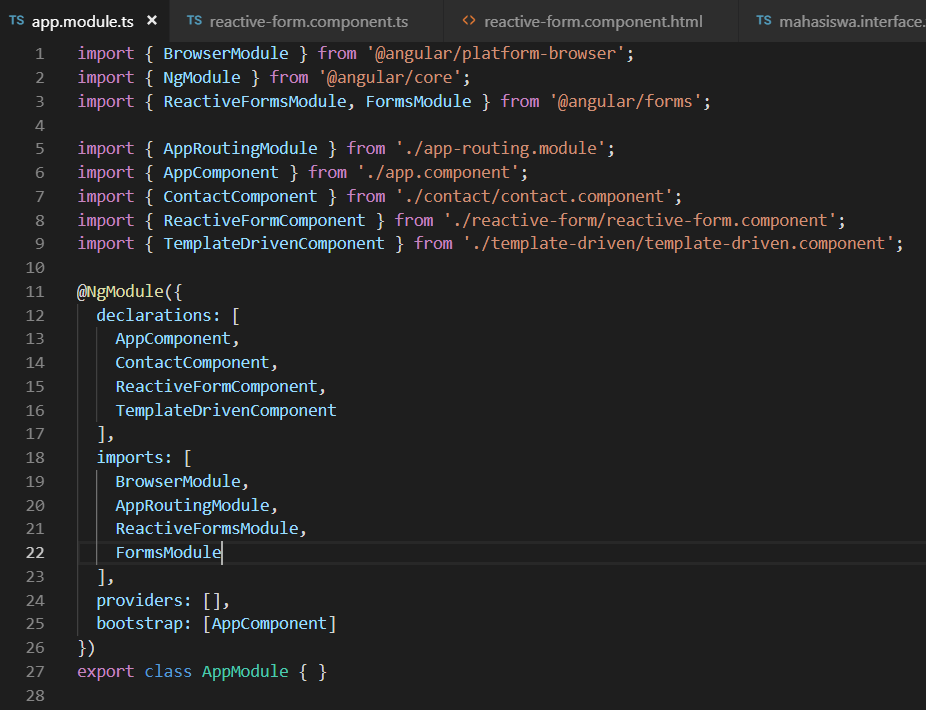 TS app.module.ts × TS reactive-form.component.ts <> reactive-form.component.html TS mahasiswa.interface.
1 import { BrowserModule } from '@angular/platform-browser';
2 import { NgModule } from '@angular/core';
3 import { ReactiveFormsModule, FormsModule } from '@angular/forms';
4
5 import { AppRoutingModule } from './app-routing.module';
6 import { AppComponent } from './app.component';
7 import { ContactComponent } from './contact/contact.component';
8 import { ReactiveFormComponent } from './reactive-form/reactive-form.component';
9 import { TemplateDrivenComponent } from './template-driven/template-driven.component';
10
11 @NgModule({
12   declarations: [
13     AppComponent,
14     ContactComponent,
15     ReactiveFormComponent,
16     TemplateDrivenComponent
17   ],
18   imports: [
19     BrowserModule,
20     AppRoutingModule,
21     ReactiveFormsModule,
22     FormsModule
23   ],
24   providers: [],
25   bootstrap: [AppComponent]
26 })
27 export class AppModule { }
28